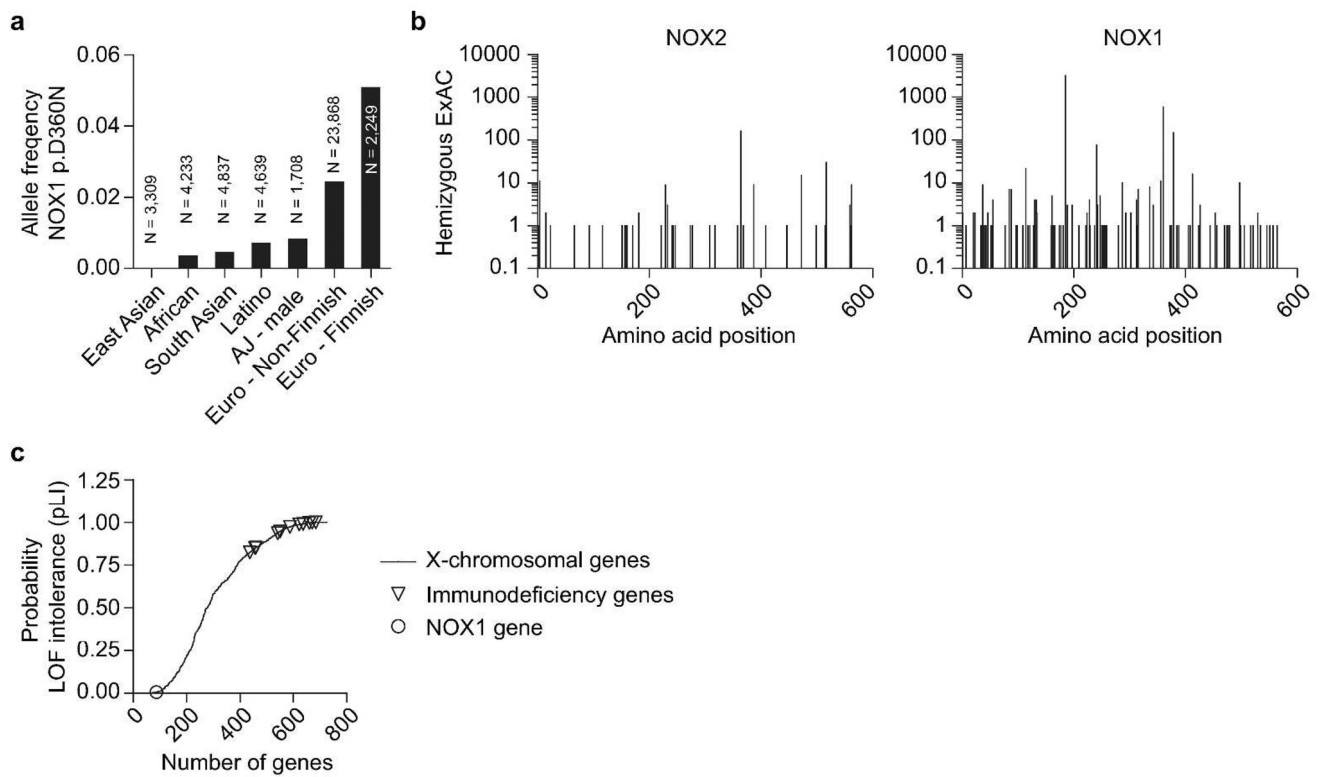 a
Allele freqency
NOX1 p.D360N
0.06
0.04
0.02
0.00
N = 3,309
N = 4,233
N = 4,837
N = 4,639
N = 1,708
N = 23,868
N = 2,249
East Asian
African
South Asian
Latino
AJ - male
Euro - Non-Finnish
Euro - Finnish
b
NOX2
Hemizygous ExAC
10000
1000
100
10
1
0.1
0
200
400
600
Amino acid position
NOX1
10000
1000
100
10
1
0.1
0
200
400
600
Amino acid position
c
Probability
LOF intolerance (pLI)
1.25
1.00
0.75
0.50
0.25
0.00
0
200
400
600
800
Number of genes
X-chromosomal genes
Immunodeficiency genes
NOX1 gene